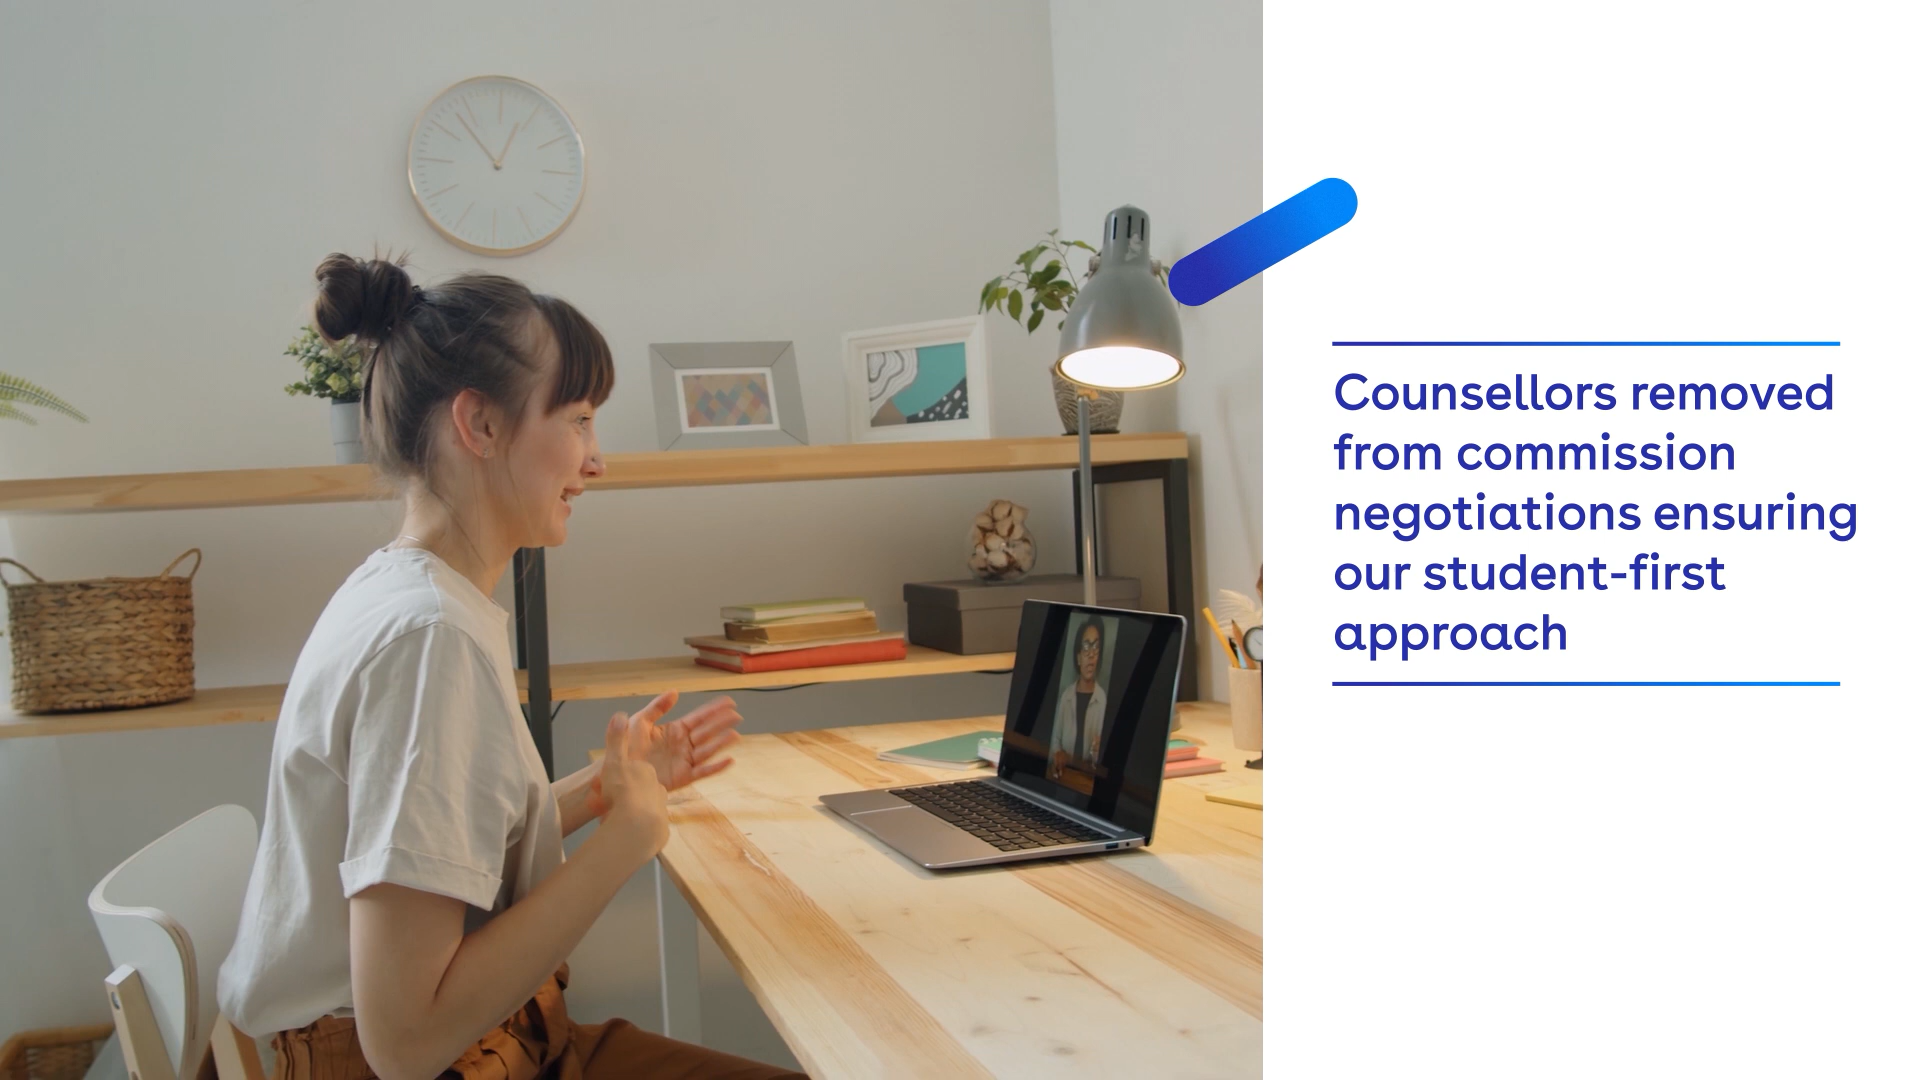 Counsellors removed
from commission
negotiations ensuring
our student-first
approach